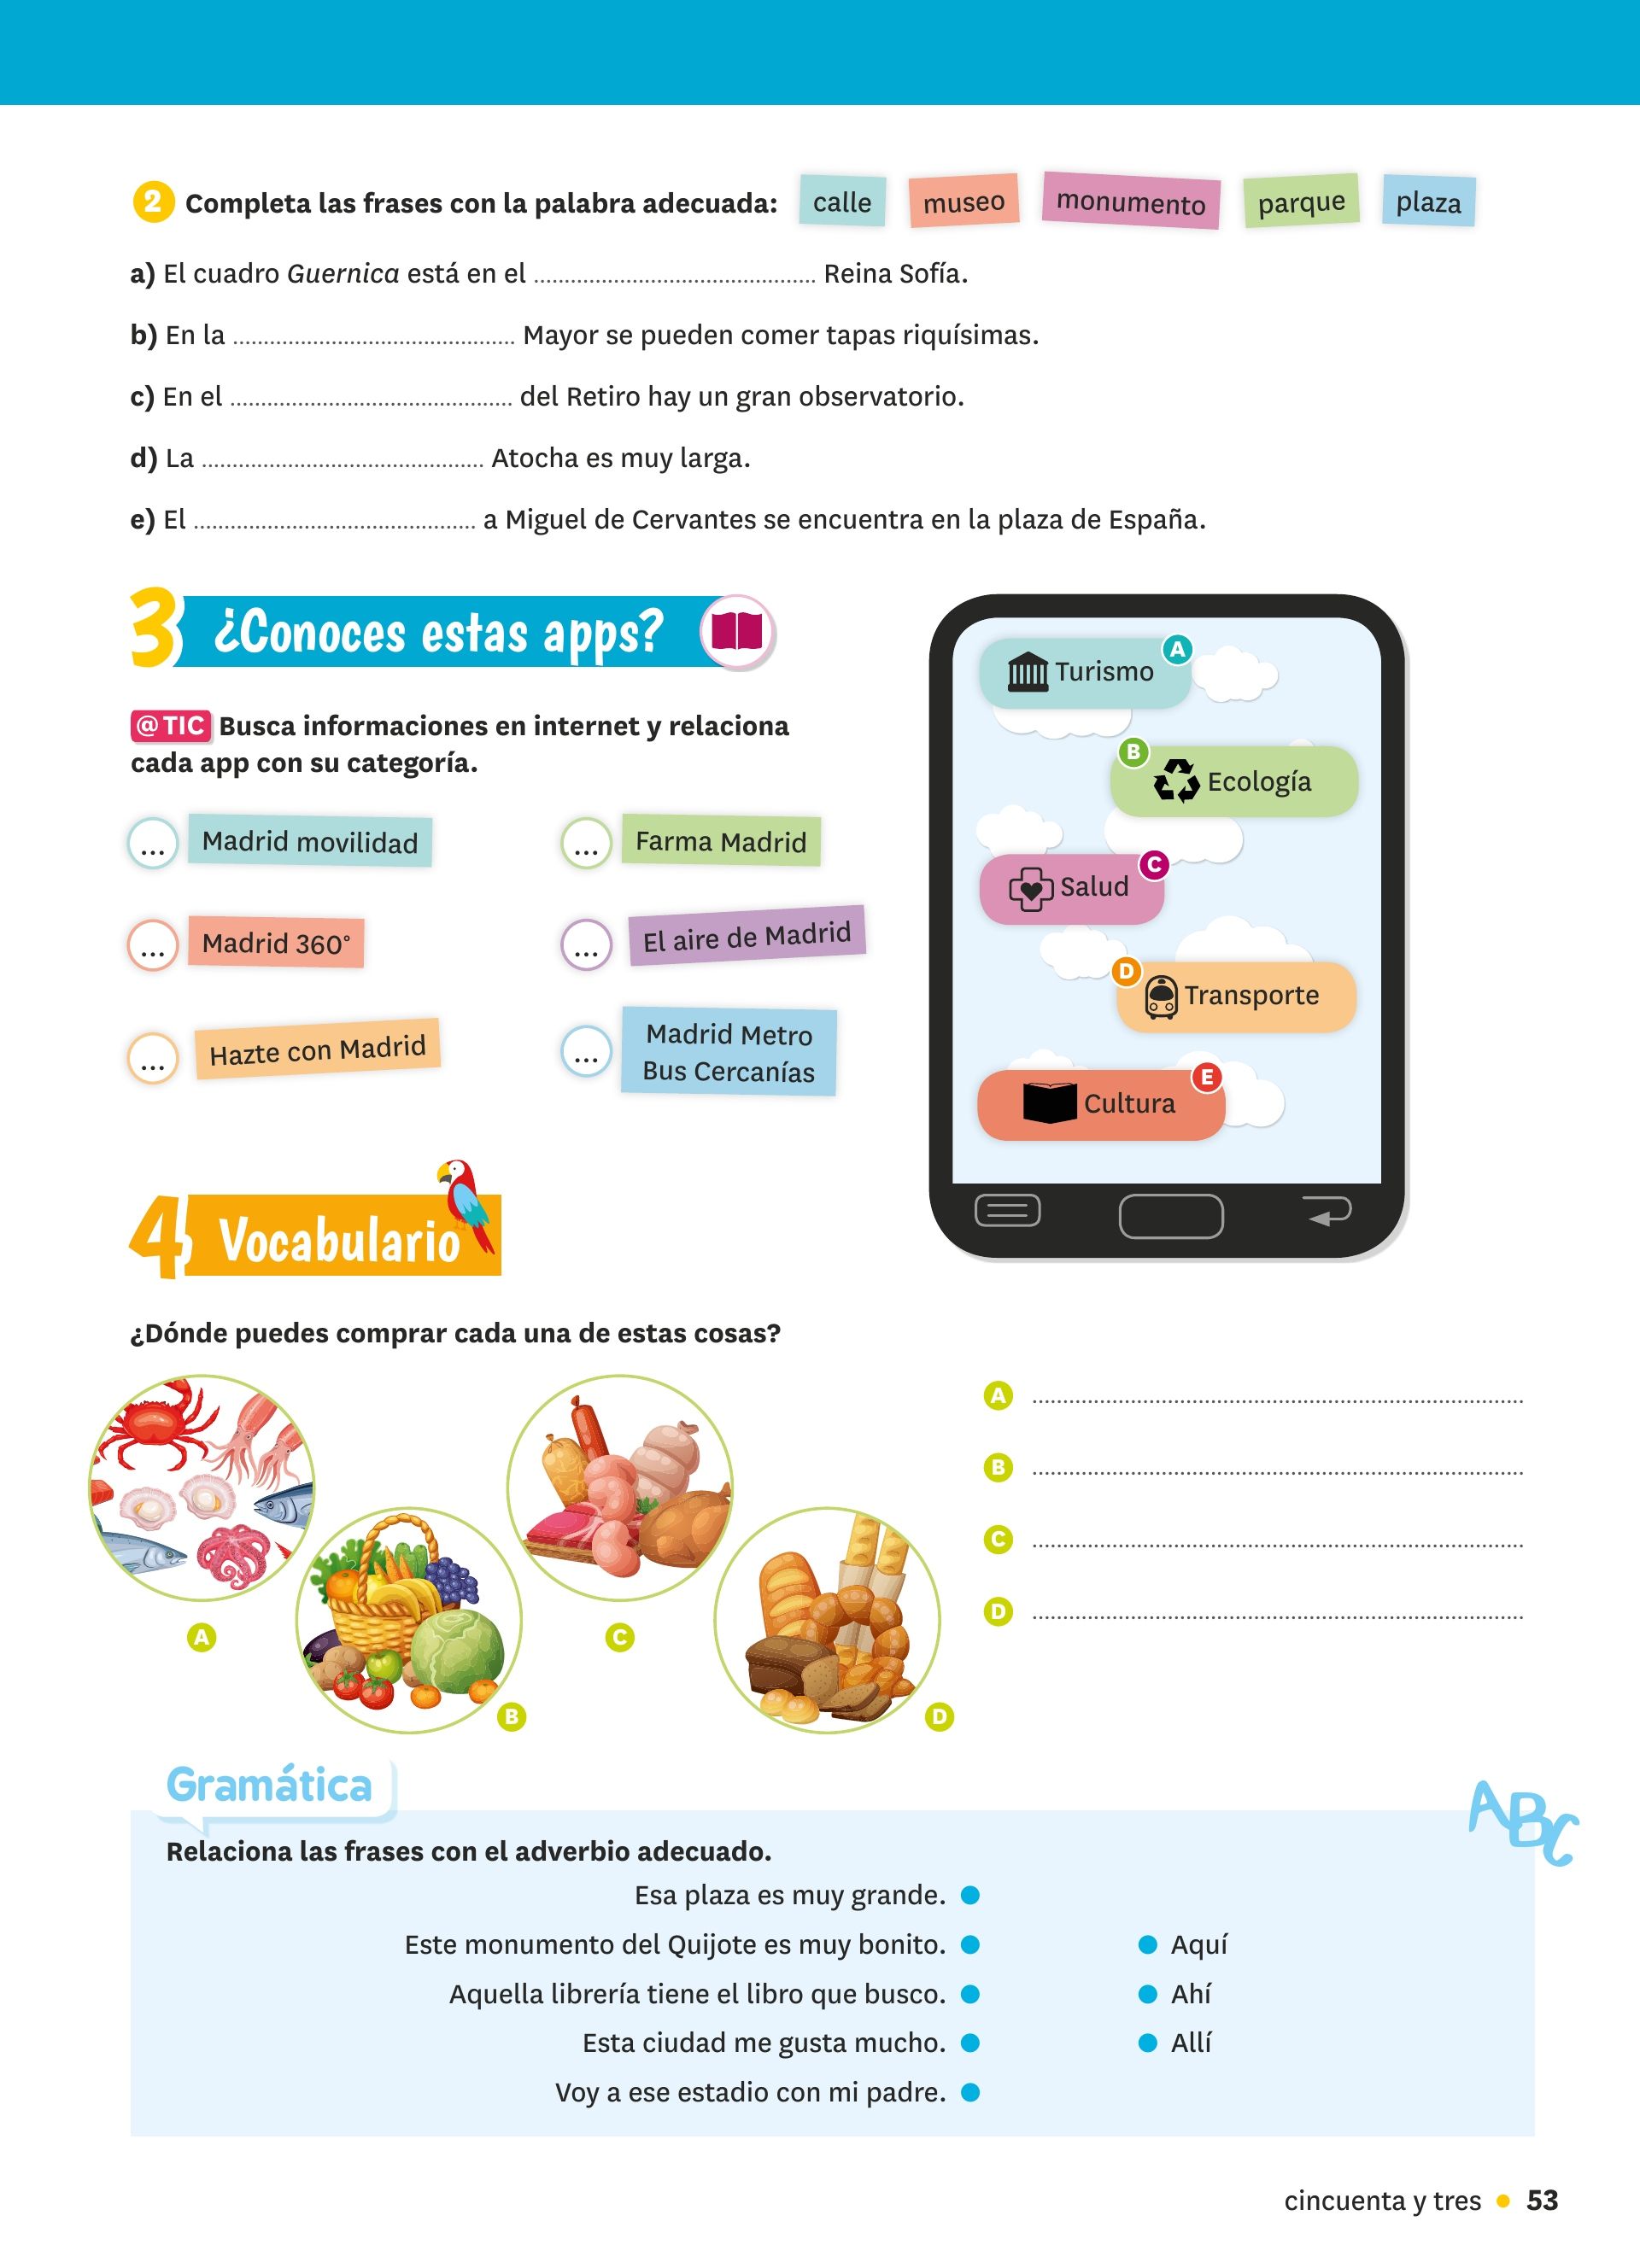 2 Completa las frases con la palabra adecuada: calle museo monumento parque plaza
a) El cuadro Guernica está en el ............................................. Reina Sofía.
b) En la ............................................. Mayor se pueden comer tapas riquísimas.
c) En el ............................................. del Retiro hay un gran observatorio.
d) La ............................................. Atocha es muy larga.
e) El ............................................. a Miguel de Cervantes se encuentra en la plaza de España.
3 ¿Conoces estas apps?
@TIC Busca informaciones en internet y relaciona
cada app con su categoría.
... Madrid movilidad
... Farma Madrid
... Madrid 360°
... El aire de Madrid
... Hazte con Madrid
... Madrid Metro
Bus Cercanías
Turismo A
B Ecología
Salud C
D Transporte
Cultura E
4 Vocabulario
¿Dónde puedes comprar cada una de estas cosas?
A
B
C
D
A ...............................................................................
B ...............................................................................
C ...............................................................................
D ...............................................................................
Gramática
ABC
Relaciona las frases con el adverbio adecuado.
Esa plaza es muy grande.
Este monumento del Quijote es muy bonito.
Aquella librería tiene el libro que busco.
Esta ciudad me gusta mucho.
Voy a ese estadio con mi padre.
Aquí
Ahí
Allí
cincuenta y tres • 53